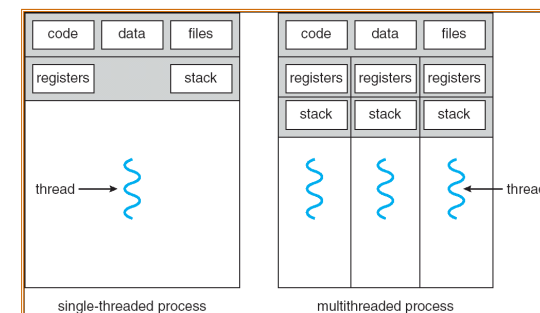 code data files
registers stack
thread
single-threaded process
code data files
registers registers registers
stack stack stack
thread
multithreaded process